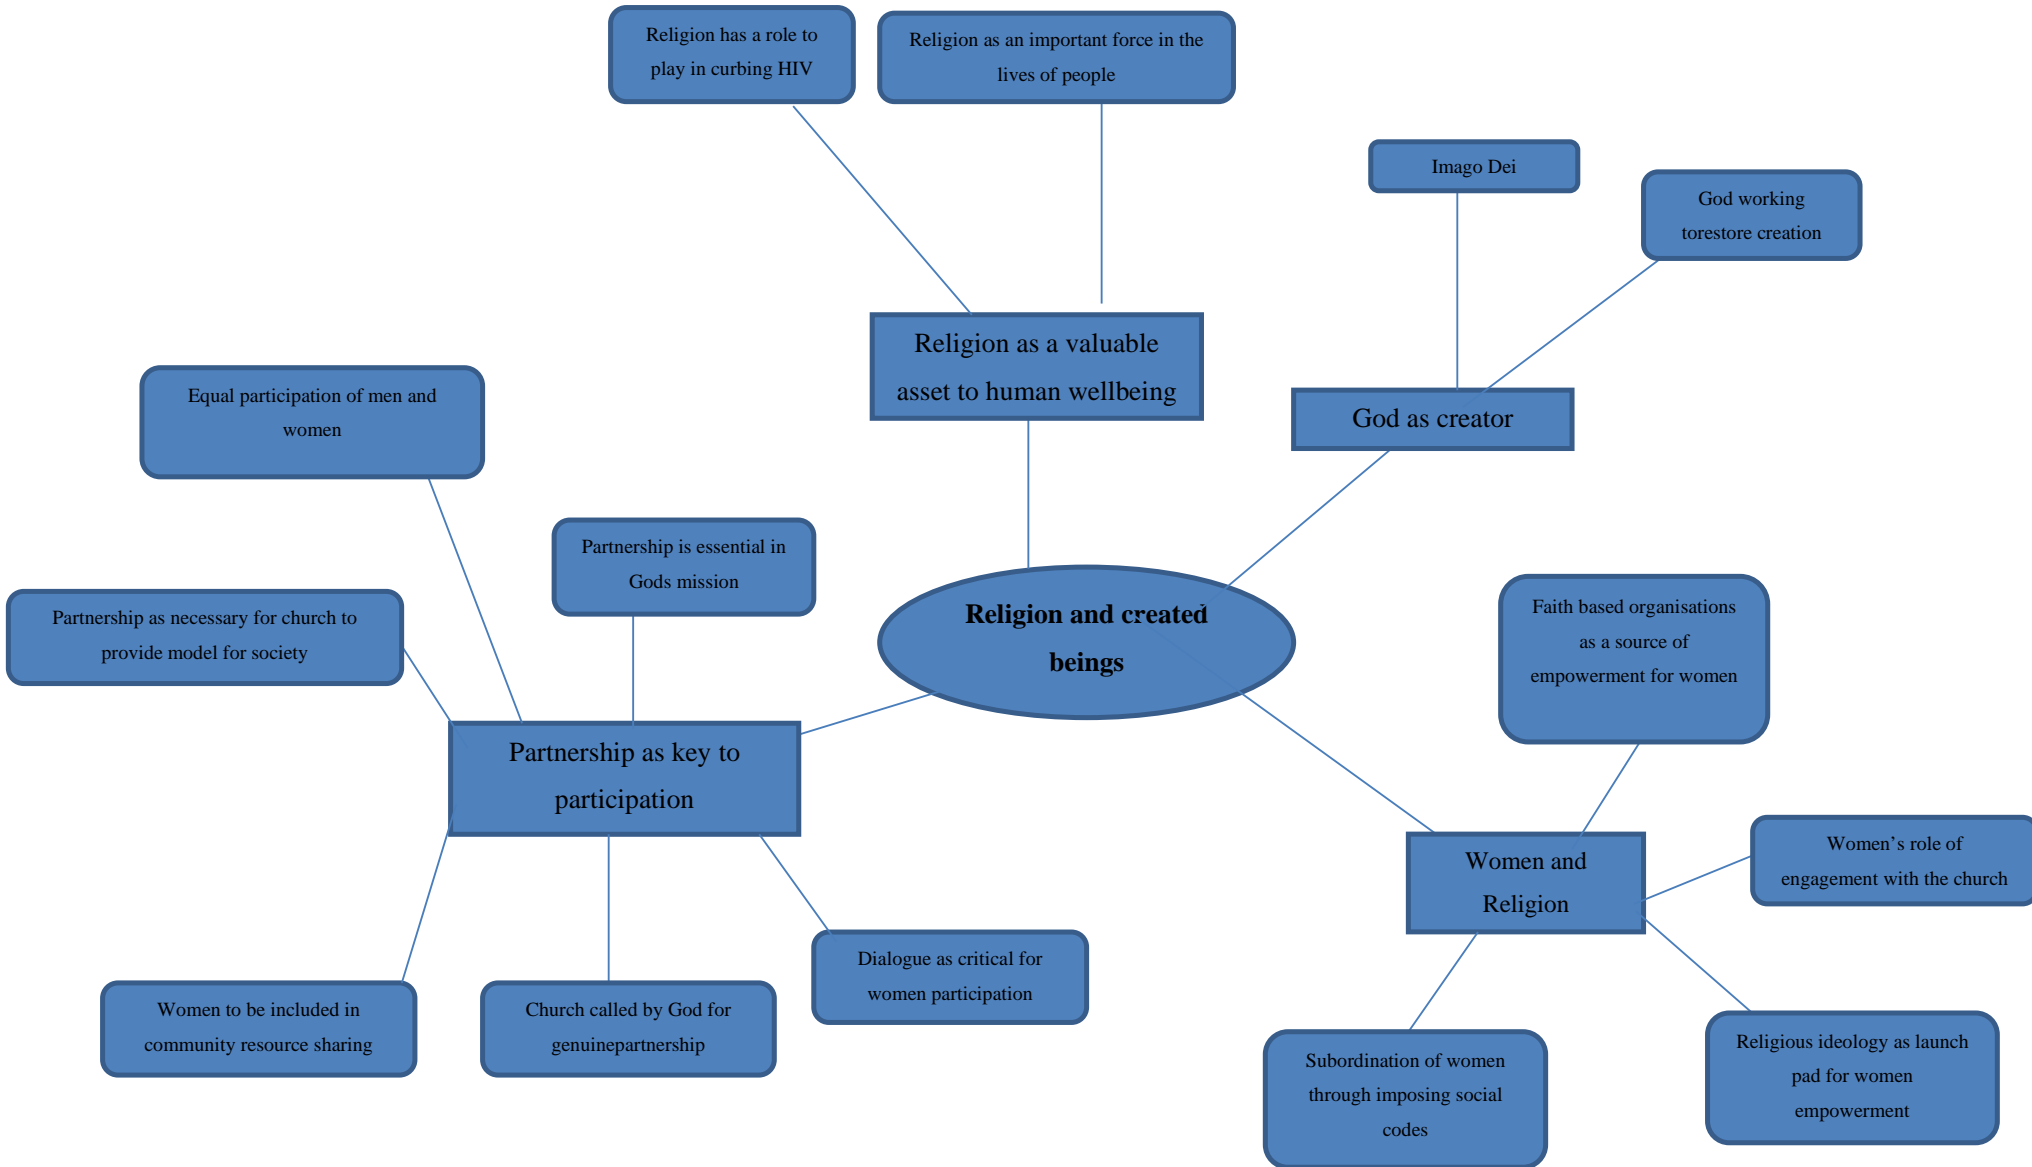 Religion has a role to
play in curbing HIV
Religion as an important force in the
lives of people
Imago Dei
God working
torestore creation
Religion as a valuable
asset to human wellbeing
God as creator
Equal participation of men and
women
Partnership is essential in
Gods mission
Partnership as necessary for church to
provide model for society
Religion and created
beings
Faith based organisations
as a source of
empowerment for women
Partnership as key to
participation
Women and
Religion
Women’s role of
engagement with the church
Dialogue as critical for
women participation
Women to be included in
community resource sharing
Church called by God for
genuinepartnership
Subordination of women
through imposing social
codes
Religious ideology as launch
pad for women
empowerment